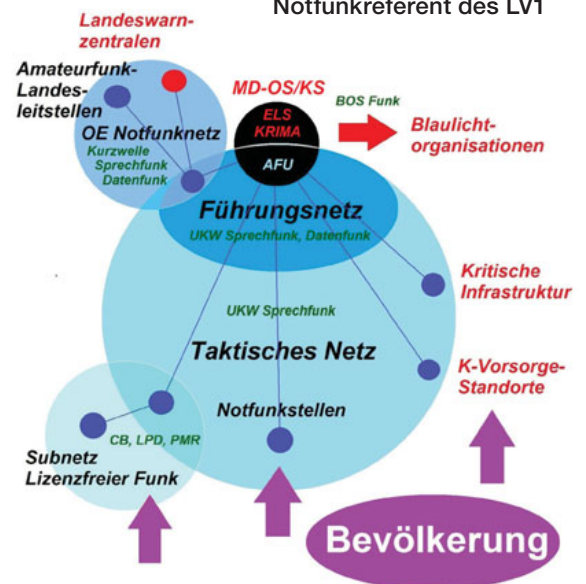 Notfunkreferent des LV1
Landeswarn-
zentralen
Amateurfunk-
Landes-
leitstellen
MD-OS/KS
ELS
KRIMA
AFU
BOS Funk
Blaulicht-
organisationen
OE Notfunknetz
Kurzwelle
Sprechfunk
Datenfunk
Führungsnetz
UKW Sprechfunk, Datenfunk
Kritische
Infrastruktur
UKW Sprechfunk
Taktisches Netz
K-Vorsorge-
Standorte
Notfunkstellen
CB, LPD, PMR
Subnetz
Lizenzfreier Funk
Bevölkerung